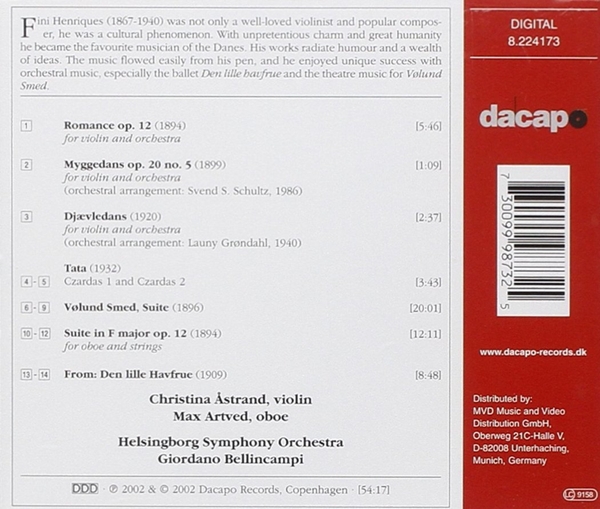 Fini Henriques (1867-1940) was not only a well-loved violinist and popular compos-
er, he was a cultural phenomenon. With unpretentious charm and great humanity
he became the favourite musician of the Danes. His works radiate humour and a wealth
of ideas. The music flowed easily from his pen, and he enjoyed unique success with
orchestral music, especially the ballet Den lille havfrue and the theatre music for Vølund
Smed.
1 Romance op. 12 (1894) [5:46]
for violin and orchestra
2 Myggedans op. 20 no. 5 (1899) [1:09]
for violin and orchestra
(orchestral arrangement: Svend S. Schultz, 1986)
3 Djævledans (1920) [2:37]
for violin and orchestra
(orchestral arrangement: Launy Grøndahl, 1940)
Tata (1932)
4 - 5 Czardas 1 and Czardas 2 [3:43]
6 - 9 Vølund Smed, Suite (1896) [20:01]
10 - 12 Suite in F major op. 12 (1894) [12:11]
for oboe and strings
13 - 14 From: Den lille Havfrue (1909) [8:48]
Christina Åstrand, violin
Max Artved, oboe
Helsingborg Symphony Orchestra
Giordano Bellincampi
DDD · ℗ 2002 & © 2002 Dacapo Records, Copenhagen · [54:17]
DIGITAL
8.224173
dacapo
7 30099 98732 5
www.dacapo-records.dk
Distributed by:
MVD Music and Video
Distribution GmbH,
Oberweg 21C-Halle V,
D-82008 Unterhaching,
Munich, Germany
LC 9158